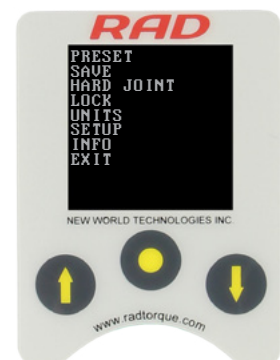 RAD
PRESET
SAVE
HARD JOINT
LOCK
UNITS
SETUP
INFO
EXIT
NEW WORLD TECHNOLOGIES INC.
www.radtorque.com